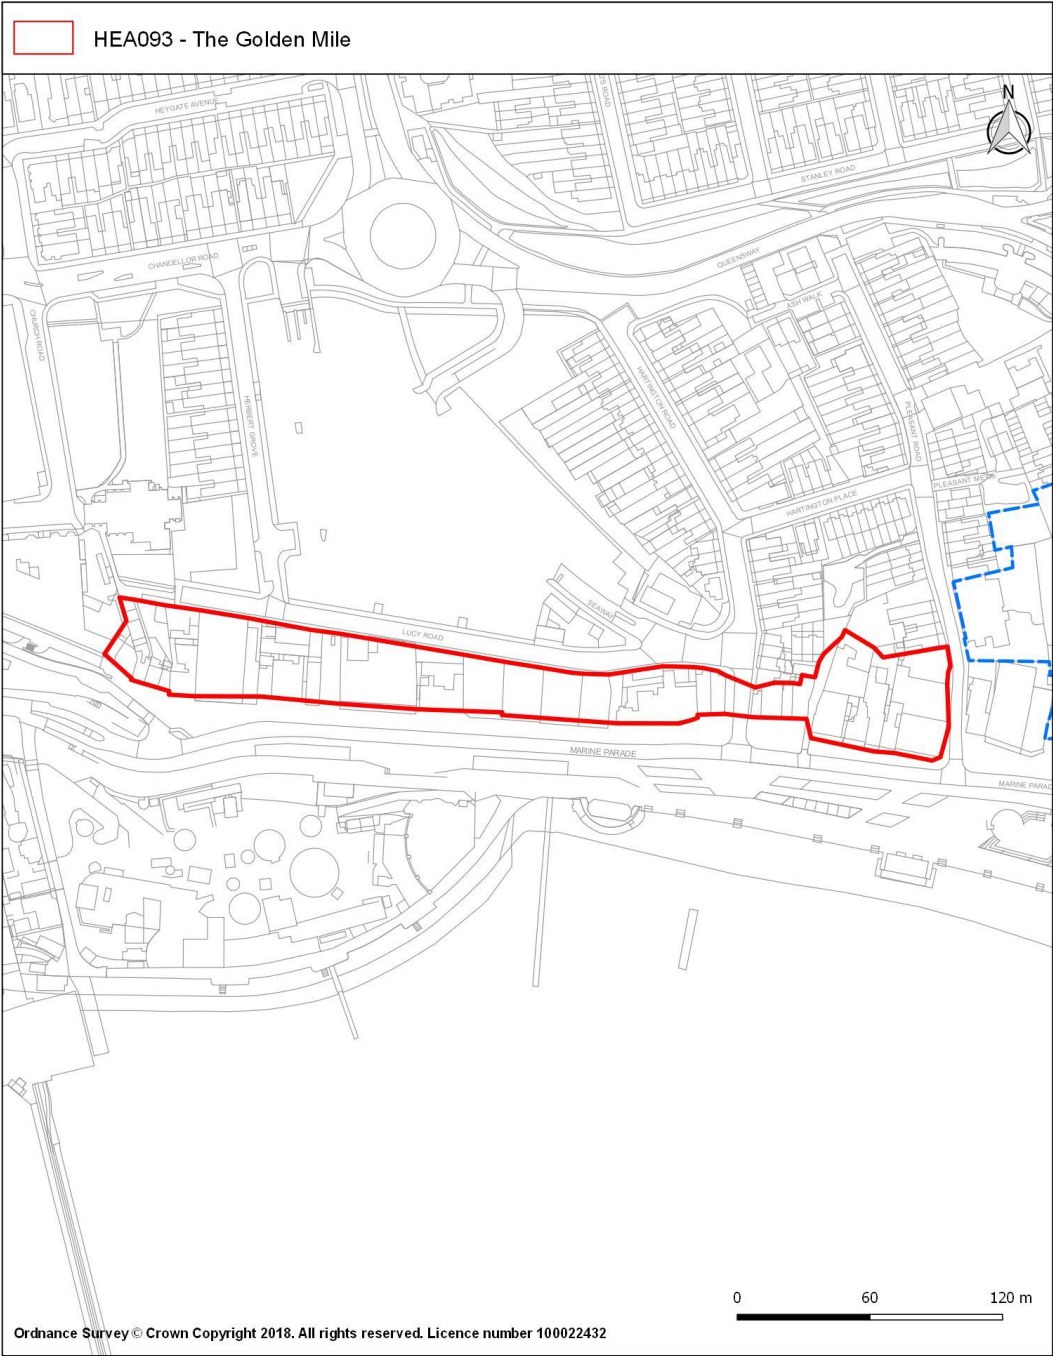 HEA093 - The Golden Mile
HEYGATE AVENUE
N
STANLEY ROAD
CHANCELLOR ROAD
QUEENSWAY
ASH WALK
CHURCH ROAD
HERBERT GROVE
HARTINGTON ROAD
PLEASANT ROAD
PLEASANT MEWS
HARTINGTON PLACE
SEAWAY
LUCY ROAD
MARINE PARADE
MARINE PARAD
0 60 120 m
Ordnance Survey © Crown Copyright 2018. All rights reserved. Licence number 100022432